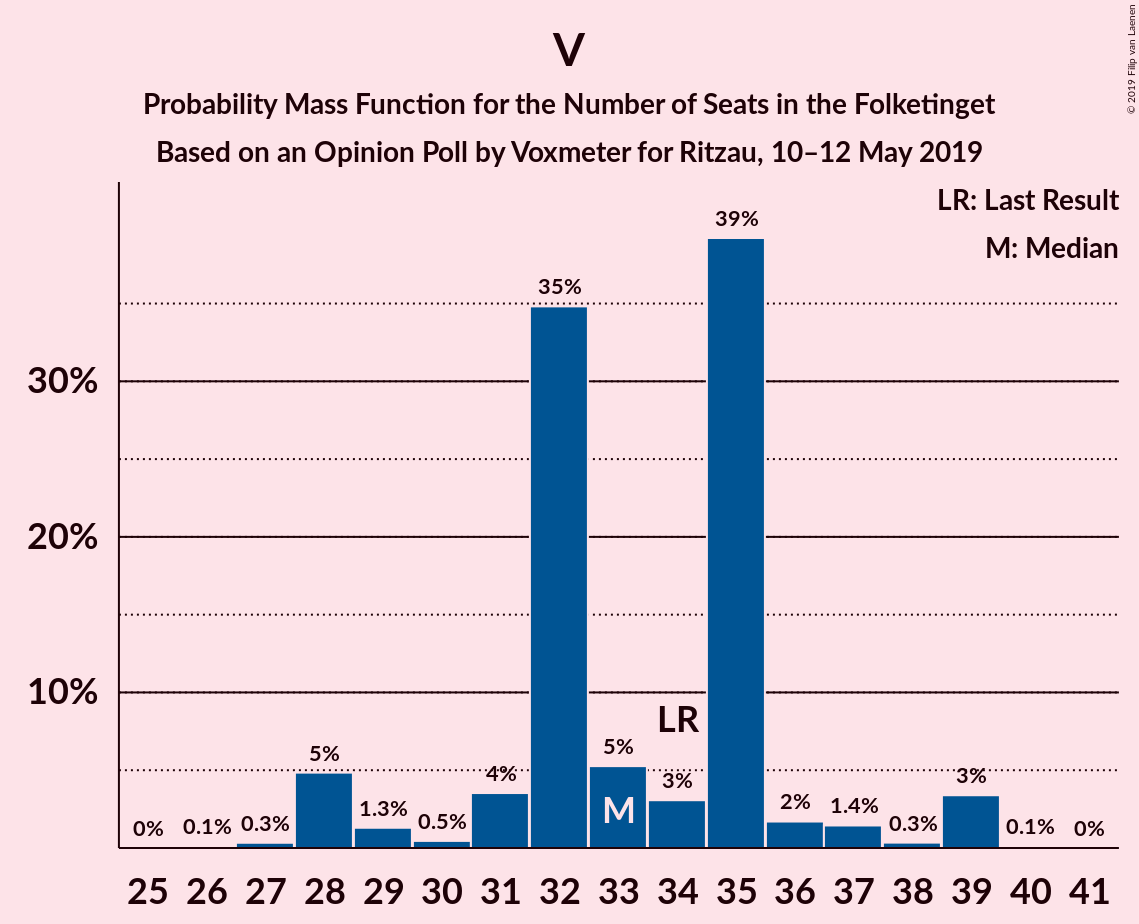 V
Probability Mass Function for the Number of Seats in the Folketinget
Based on an Opinion Poll by Voxmeter for Ritzau, 10–12 May 2019
© 2019 Filip van Laenen
LR: Last Result
M: Median
30%
20%
10%
0%
0.1%
0.3%
5%
1.3%
0.5%
4%
35%
5%
3%
39%
2%
1.4%
0.3%
3%
0.1%
0%
LR
M
25 26 27 28 29 30 31 32 33 34 35 36 37 38 39 40 41